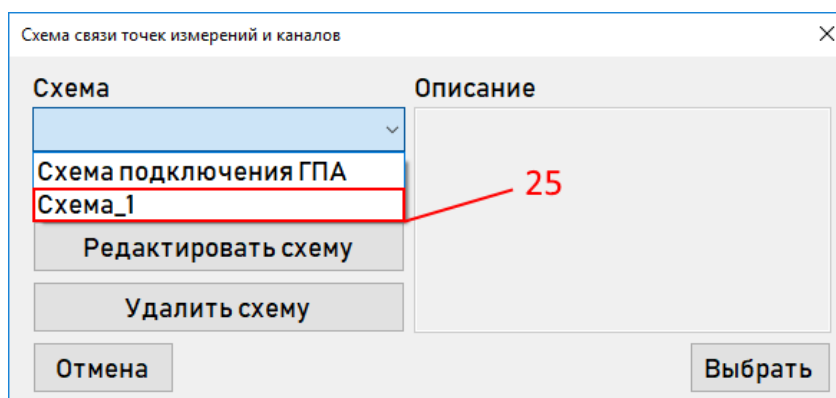 Схема связи точек измерений и каналов
Схема
Описание
Схема подключения ГПА
Схема_1
25
Редактировать схему
Удалить схему
Отмена
Выбрать